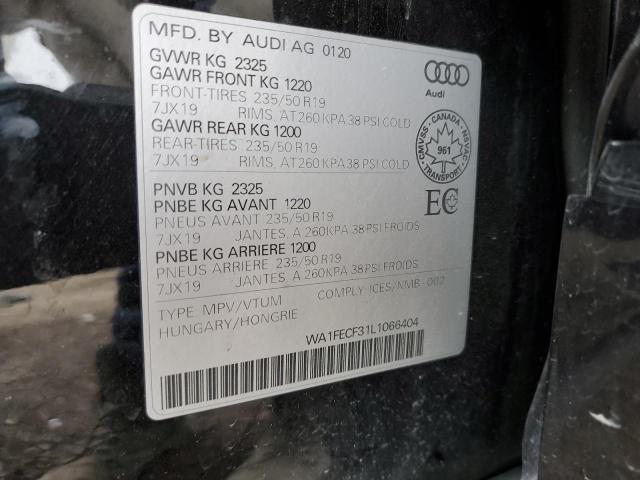 MFD. BY AUDI AG 0120
GVWR KG 2325
GAWR FRONT KG 1220
FRONT-TIRES 235/50 R19
7JX19 RIMS, AT 260 KPA 38 PSI COLD
GAWR REAR KG 1200
REAR-TIRES 235/50 R19
7JX19 RIMS, AT 260 KPA 38 PSI COLD
Audi
CMVSS - CANADA - NSVAC
961
TRANSPORT
EC
PNVB KG 2325
PNBE KG AVANT 1220
PNEUS AVANT 235/50 R19
7JX19 JANTES, A 260KPA 38 PSI FROIDS
PNBE KG ARRIERE 1200
PNEUS ARRIERE 235/50 R19
7JX19 JANTES, A 260KPA 38 PSI FROIDS
TYPE MPV/VTUM COMPLY: ICES/NMB - 002
HUNGARY/HONGRIE
WA1FECF31L1066404